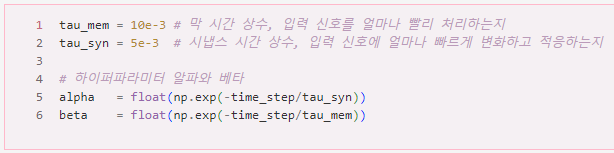 1 tau_mem = 10e-3 # 막 시간 상수, 입력 신호를 얼마나 빨리 처리하는지
2 tau_syn = 5e-3  # 시냅스 시간 상수, 입력 신호에 얼마나 빠르게 변화하고 적응하는지
3
4 # 하이퍼파라미터 알파와 베타
5 alpha   = float(np.exp(-time_step/tau_syn))
6 beta    = float(np.exp(-time_step/tau_mem))